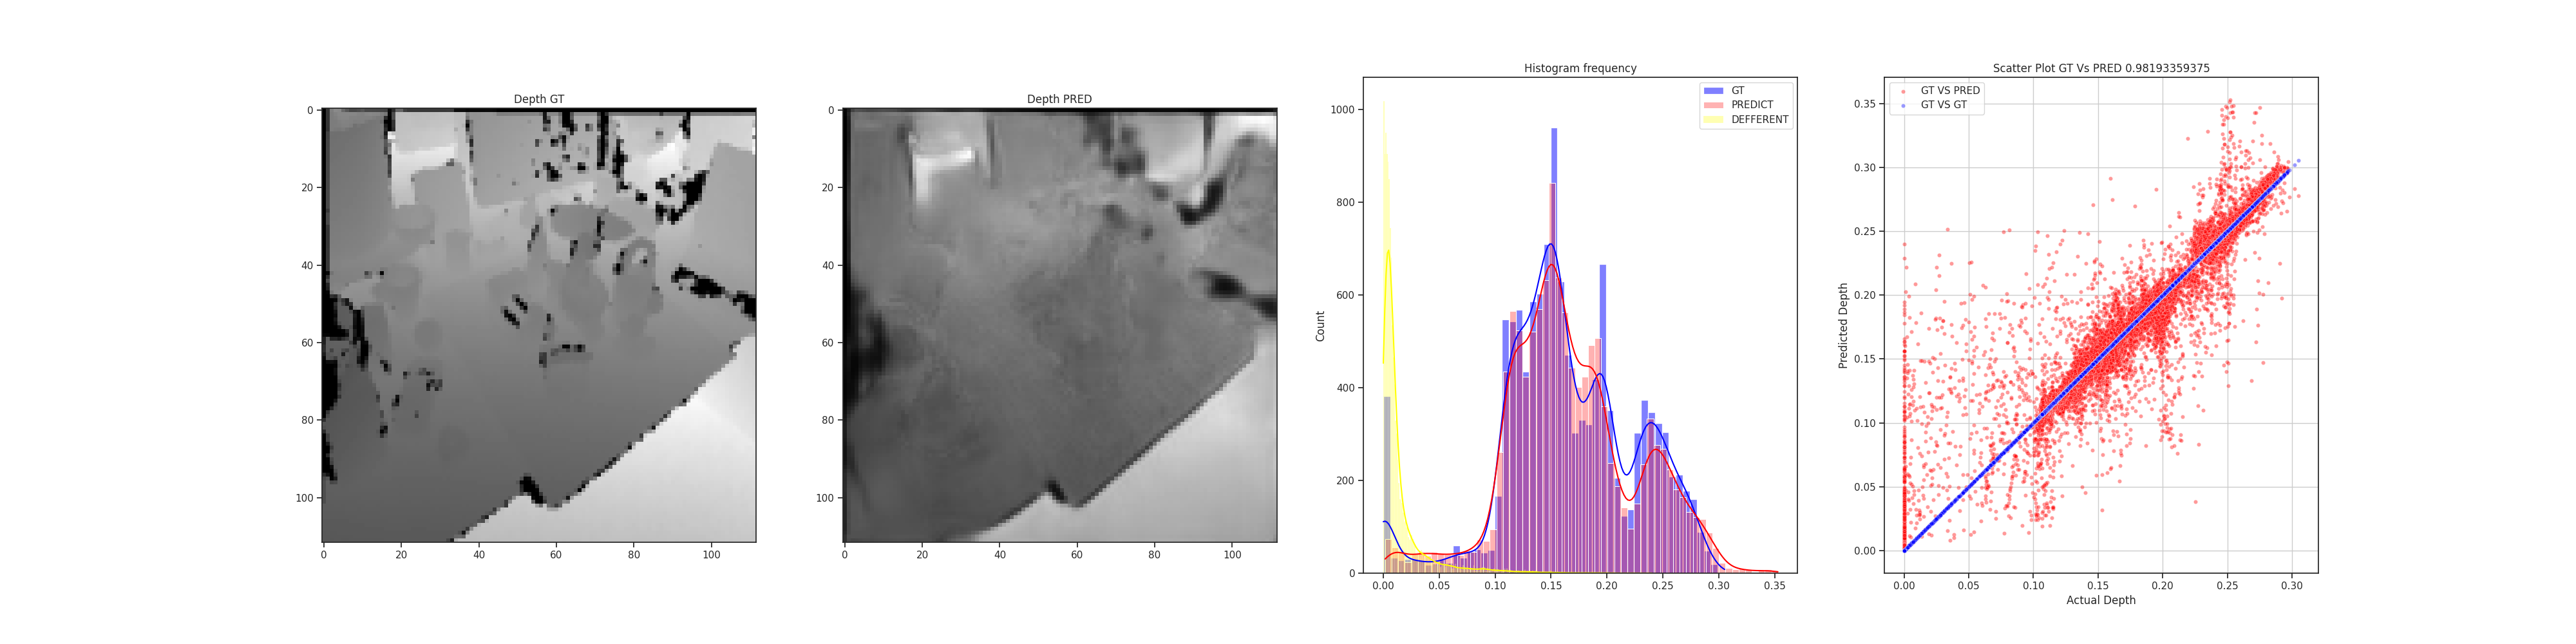 Depth GT
0
20
40
60
80
100
0 20 40 60 80 100
Depth PRED
0
20
40
60
80
100
0 20 40 60 80 100
Histogram frequency
GT
PREDICT
DEFFERENT
Count
1000
800
600
400
200
0
0.00 0.05 0.10 0.15 0.20 0.25 0.30 0.35
Scatter Plot GT Vs PRED 0.98193359375
GT VS PRED
GT VS GT
Predicted Depth
0.35
0.30
0.25
0.20
0.15
0.10
0.05
0.00
0.00 0.05 0.10 0.15 0.20 0.25 0.30
Actual Depth